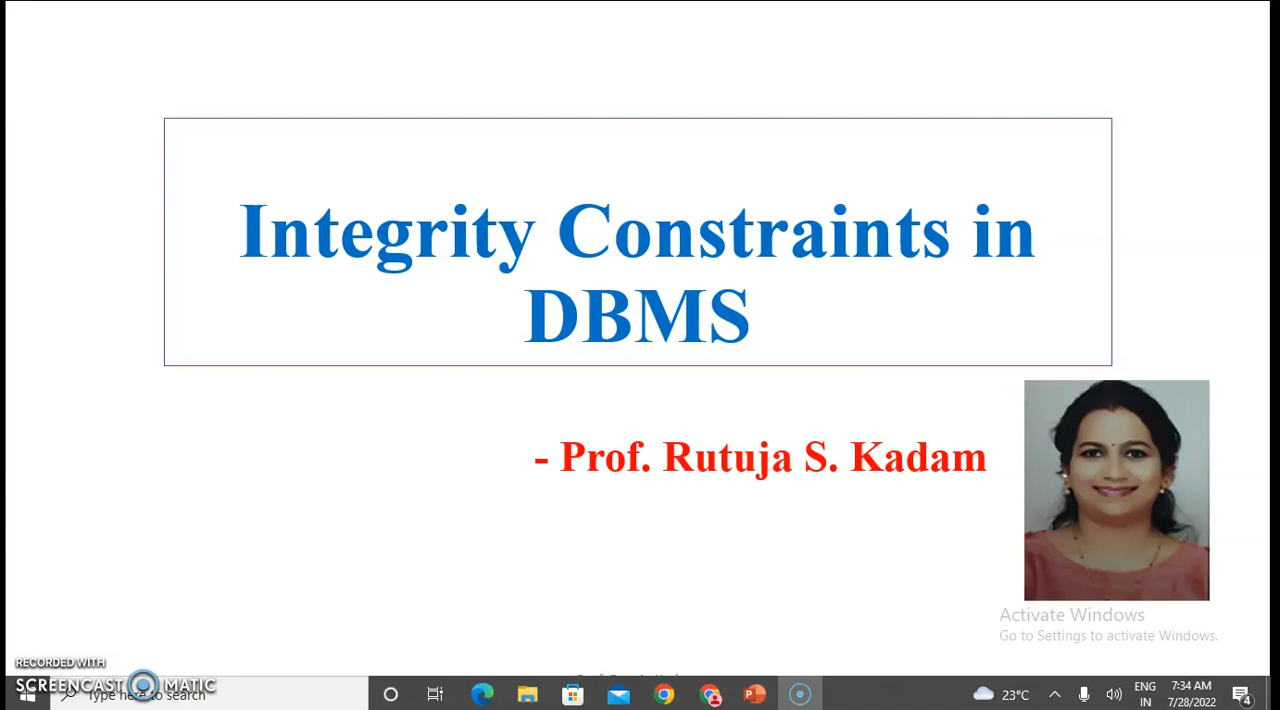 Integrity Constraints in
DBMS
- Prof. Rutuja S. Kadam
Activate Windows
Go to Settings to activate Windows.
RECORDED WITH
SCREENCAST MATIC
Type here to search
23°C
ENG
IN
7:34 AM
7/28/2022
4